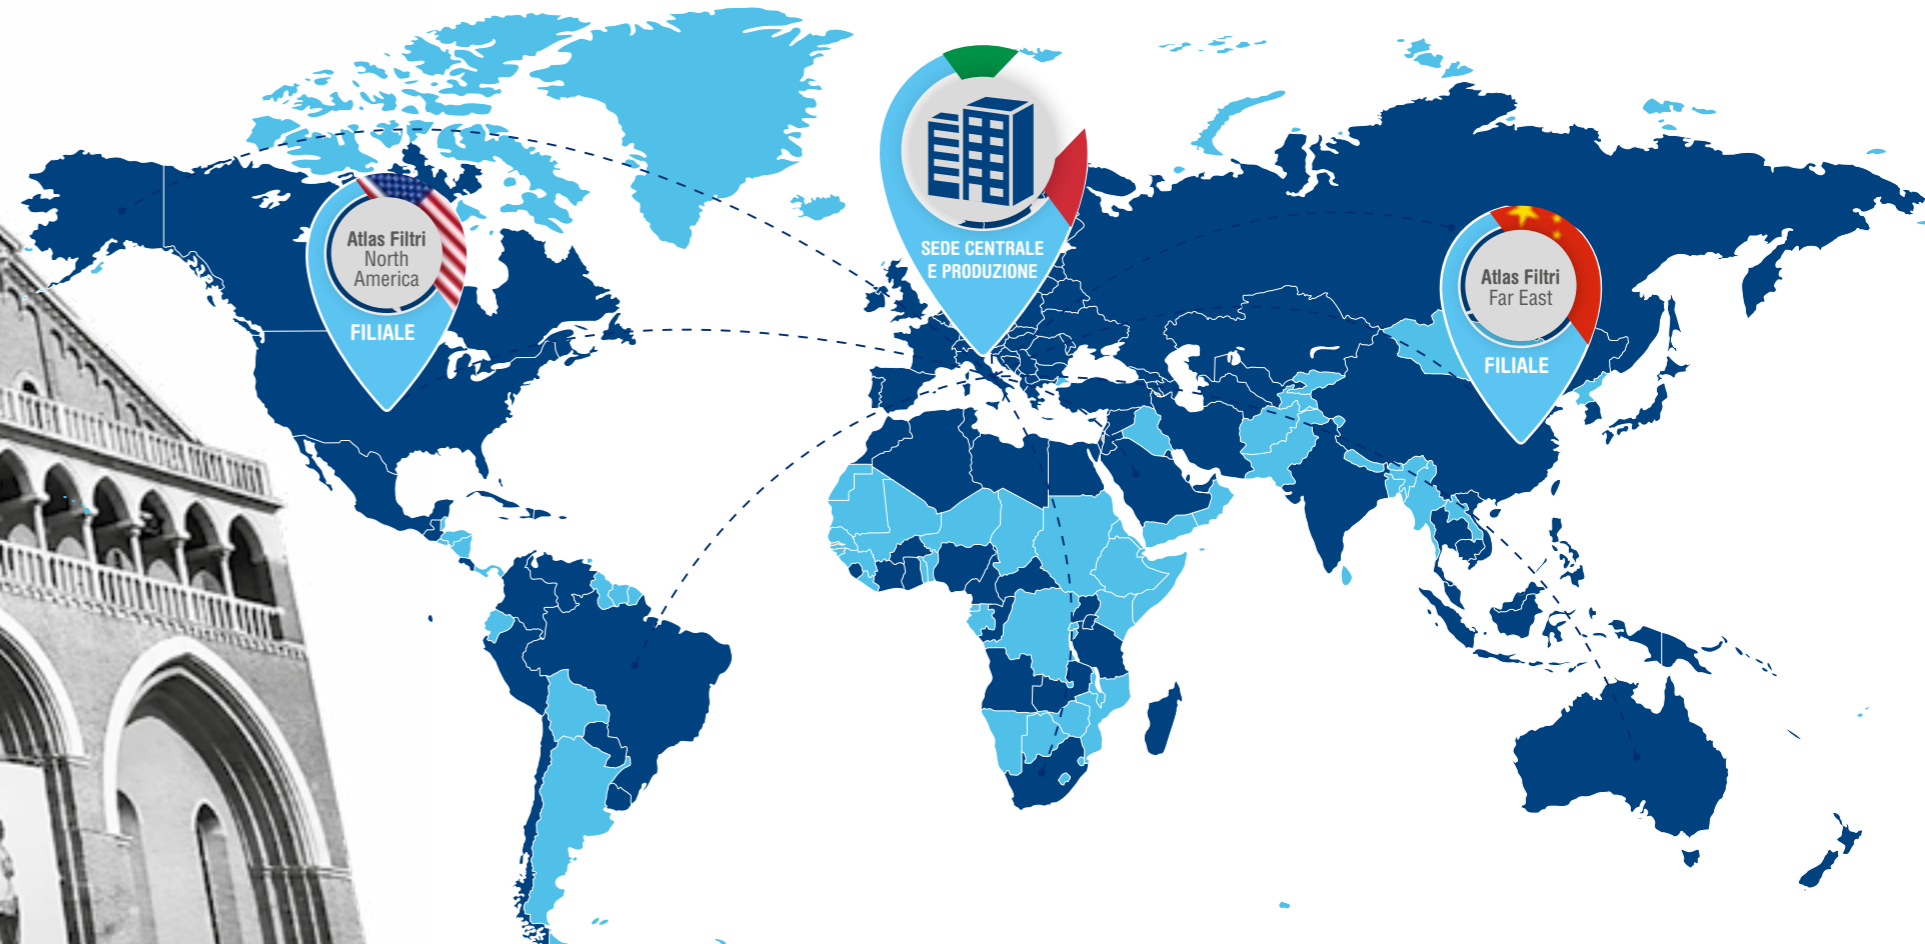 Atlas Filtri
North
America
FILIALE
SEDE CENTRALE
E PRODUZIONE
Atlas Filtri
Far East
FILIALE